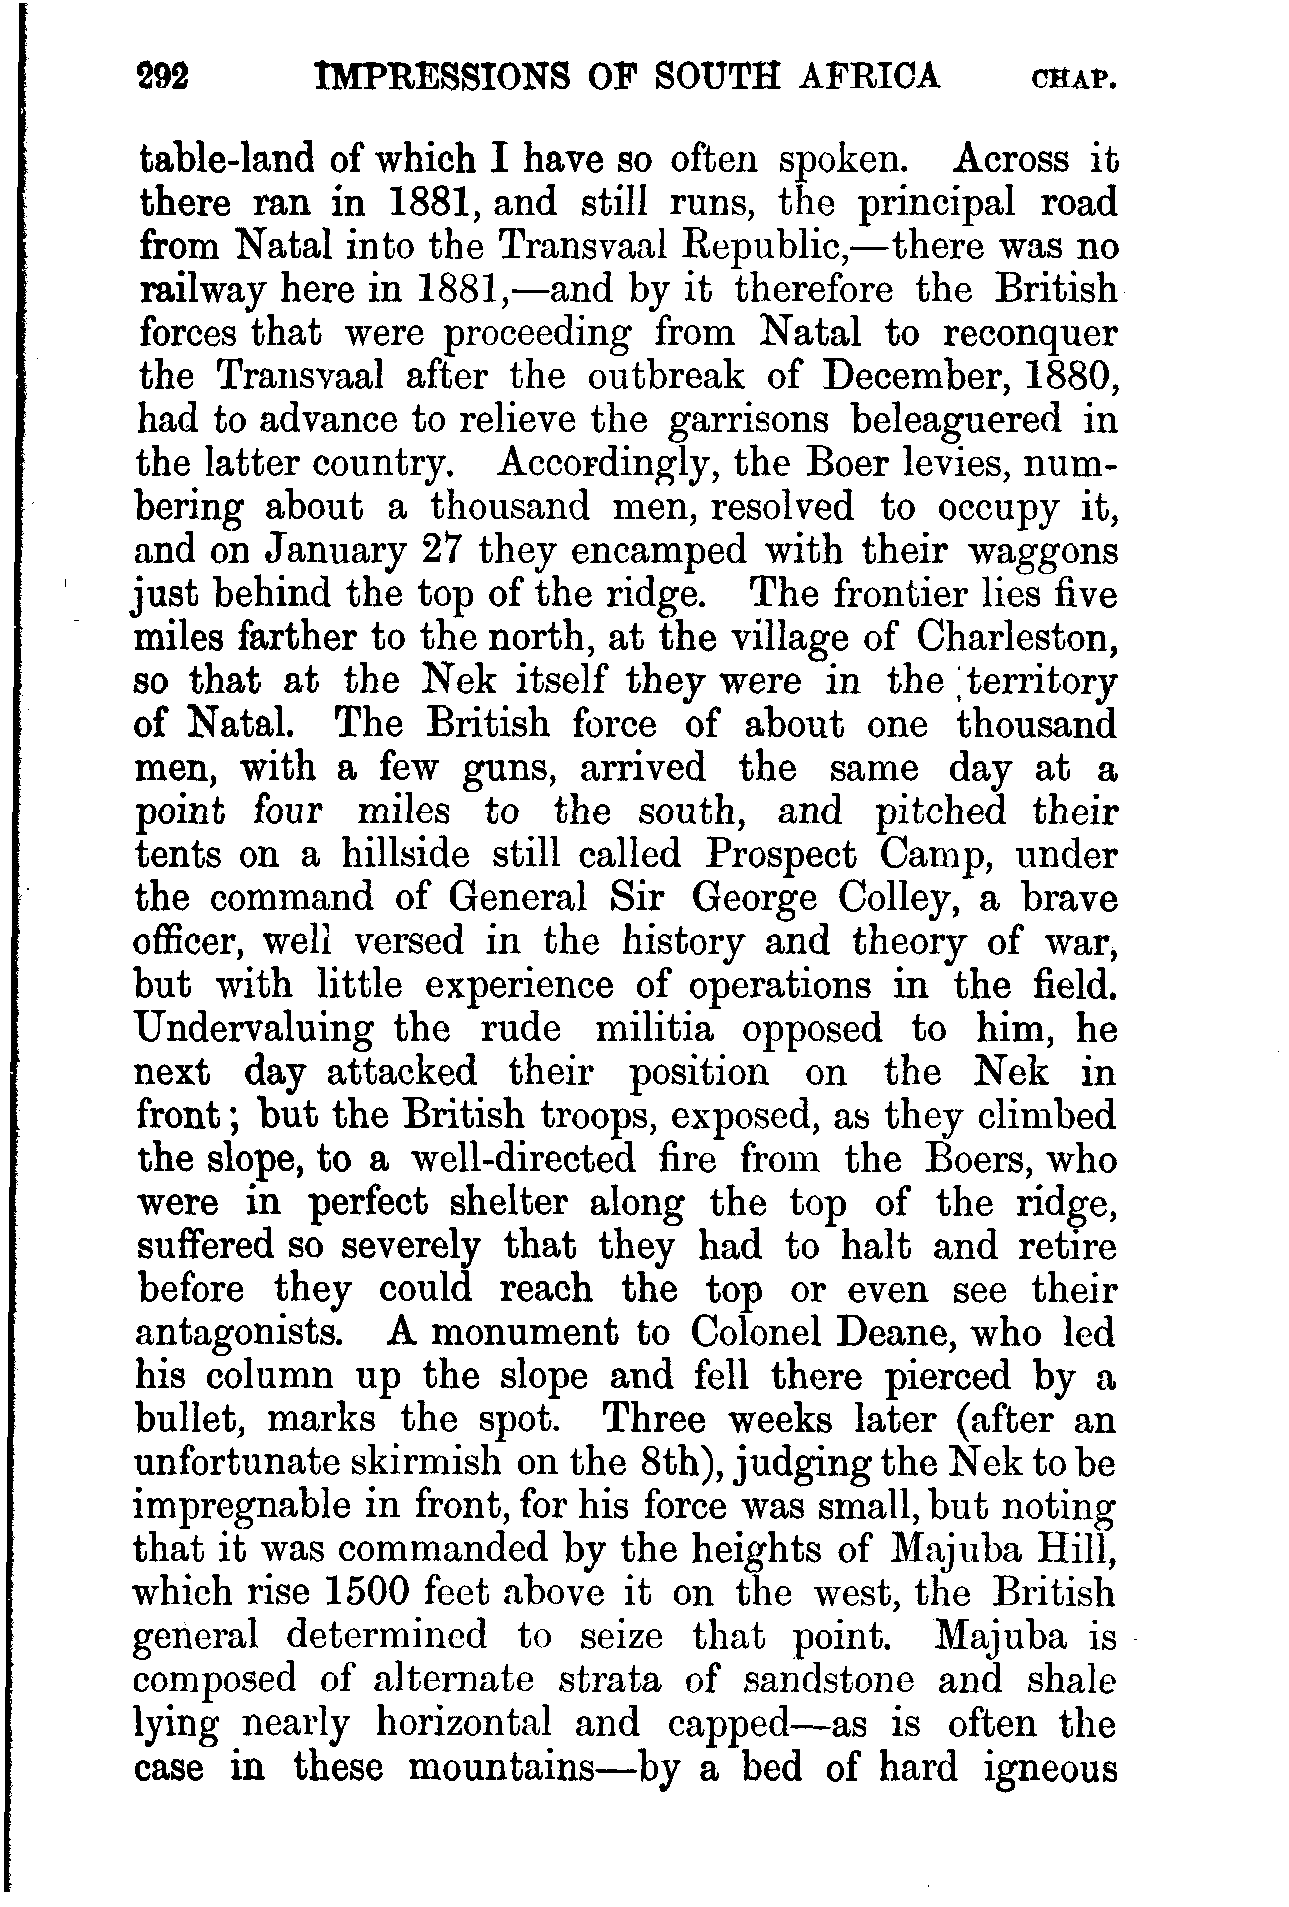 292 IMPRESSIONS OF SOUTH AFRICA CHAP.
table-land of which I have so often spoken. Across it
there ran in 1881, and still runs, the principal road
from Natal into the Transvaal Republic,—there was no
railway here in 1881,—and by it therefore the British
forces that were proceeding from Natal to reconquer
the Transvaal after the outbreak of December, 1880,
had to advance to relieve the garrisons beleaguered in
the latter country. Accordingly, the Boer levies, num-
bering about a thousand men, resolved to occupy it,
and on January 27 they encamped with their waggons
just behind the top of the ridge. The frontier lies five
miles farther to the north, at the village of Charleston,
so that at the Nek itself they were in the territory
of Natal. The British force of about one thousand
men, with a few guns, arrived the same day at a
point four miles to the south, and pitched their
tents on a hillside still called Prospect Camp, under
the command of General Sir George Colley, a brave
officer, well versed in the history and theory of war,
but with little experience of operations in the field.
Undervaluing the rude militia opposed to him, he
next day attacked their position on the Nek in
front; but the British troops, exposed, as they climbed
the slope, to a well-directed fire from the Boers, who
were in perfect shelter along the top of the ridge,
suffered so severely that they had to halt and retire
before they could reach the top or even see their
antagonists. A monument to Colonel Deane, who led
his column up the slope and fell there pierced by a
bullet, marks the spot. Three weeks later (after an
unfortunate skirmish on the 8th), judging the Nek to be
impregnable in front, for his force was small, but noting
that it was commanded by the heights of Majuba Hill,
which rise 1500 feet above it on the west, the British
general determined to seize that point. Majuba is
composed of alternate strata of sandstone and shale
lying nearly horizontal and capped—as is often the
case in these mountains—by a bed of hard igneous